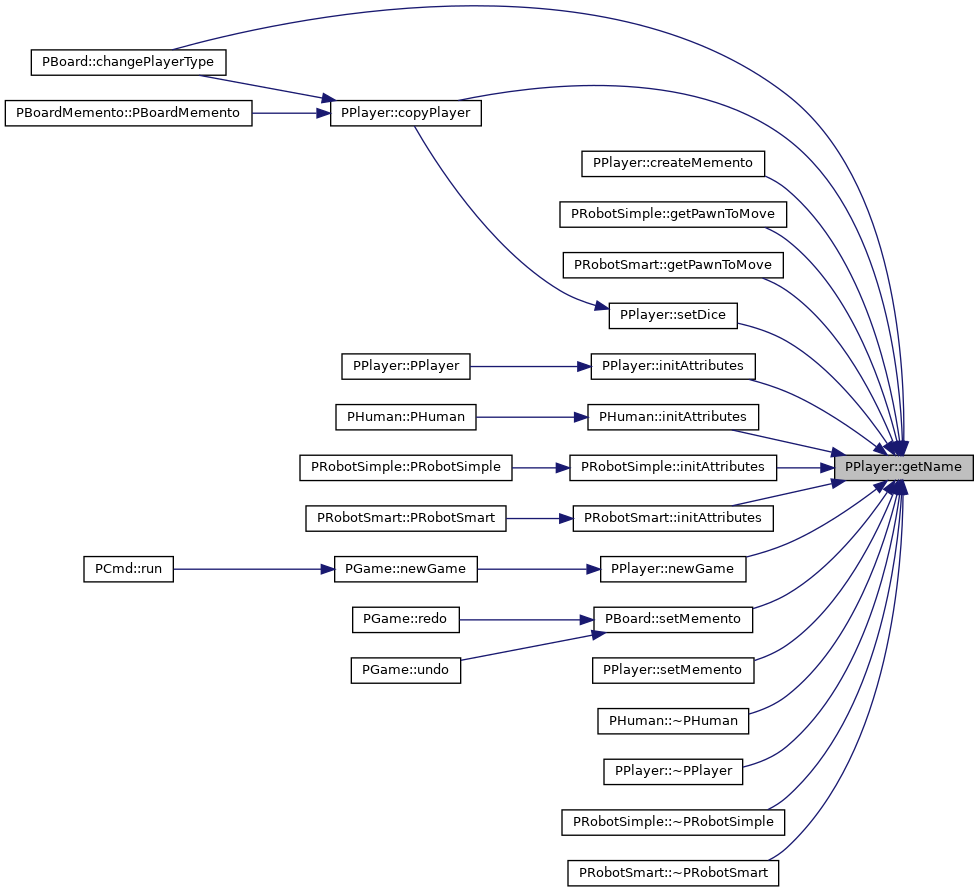 PBoard::changePlayerType
PBoardMemento::PBoardMemento
PPlayer::copyPlayer
PPlayer::createMemento
PRobotSimple::getPawnToMove
PRobotSmart::getPawnToMove
PPlayer::setDice
PPlayer::PPlayer
PPlayer::initAttributes
PHuman::PHuman
PHuman::initAttributes
PRobotSimple::PRobotSimple
PRobotSimple::initAttributes
PPlayer::getName
PRobotSmart::PRobotSmart
PRobotSmart::initAttributes
PCmd::run
PGame::newGame
PPlayer::newGame
PGame::redo
PBoard::setMemento
PGame::undo
PPlayer::setMemento
PHuman::~PHuman
PPlayer::~PPlayer
PRobotSimple::~PRobotSimple
PRobotSmart::~PRobotSmart